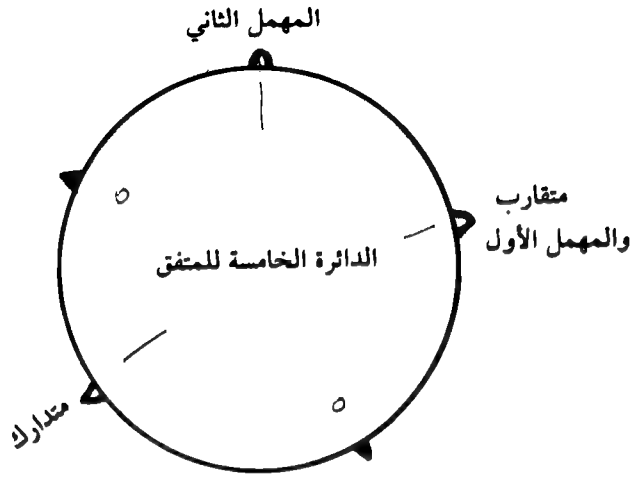 المهمل الثاني
متقارب
والمهمل الأول
الدائرة الخامسة للمتفق
متدارك